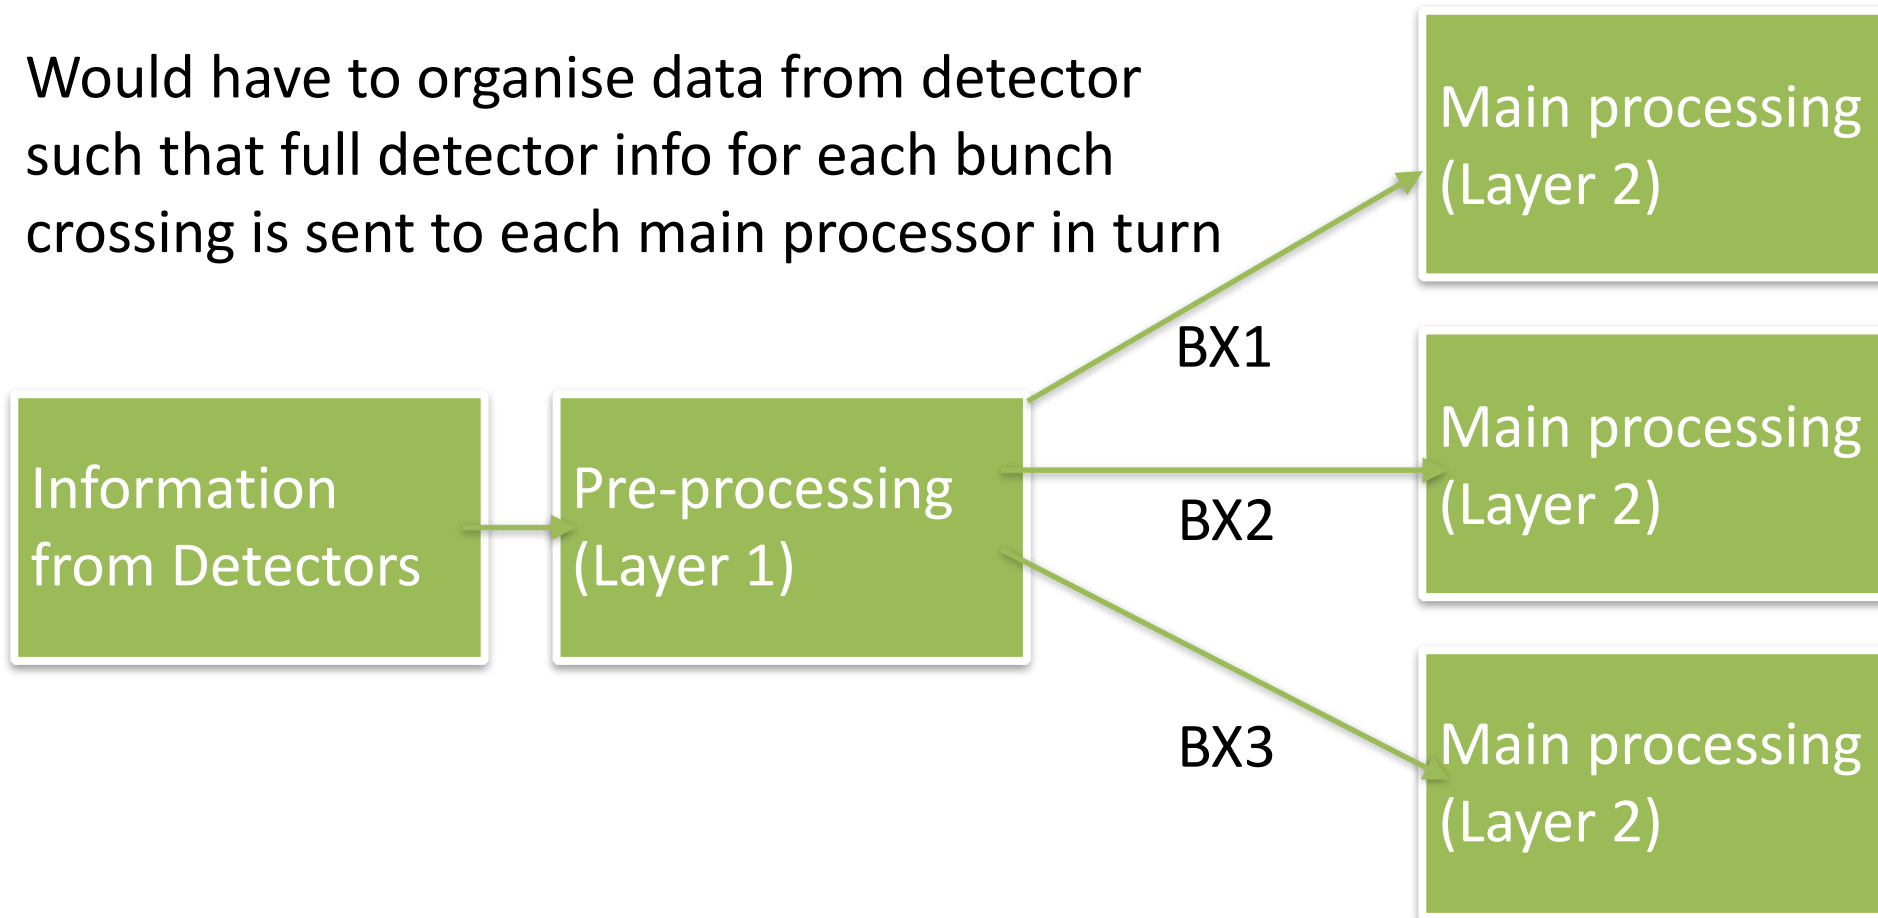 Would have to organise data from detector
such that full detector info for each bunch
crossing is sent to each main processor in turn
Information
from Detectors
Pre-processing
(Layer 1)
BX1
BX2
BX3
Main processing
(Layer 2)
Main processing
(Layer 2)
Main processing
(Layer 2)